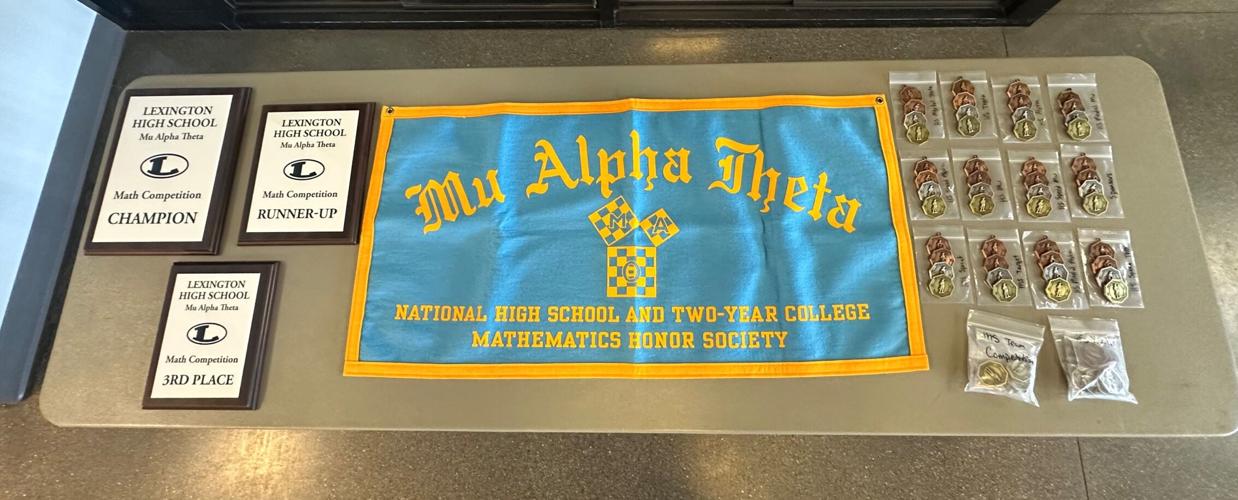 LEXINGTON
HIGH SCHOOL
Mu Alpha Theta
L
Math Competition
CHAMPION
LEXINGTON
HIGH SCHOOL
Mu Alpha Theta
L
Math Competition
RUNNER-UP
LEXINGTON
HIGH SCHOOL
Mu Alpha Theta
L
Math Competition
3RD PLACE
Mu Alpha Theta
M A
Θ
NATIONAL HIGH SCHOOL AND TWO-YEAR COLLEGE
MATHEMATICS HONOR SOCIETY
Team
Competition